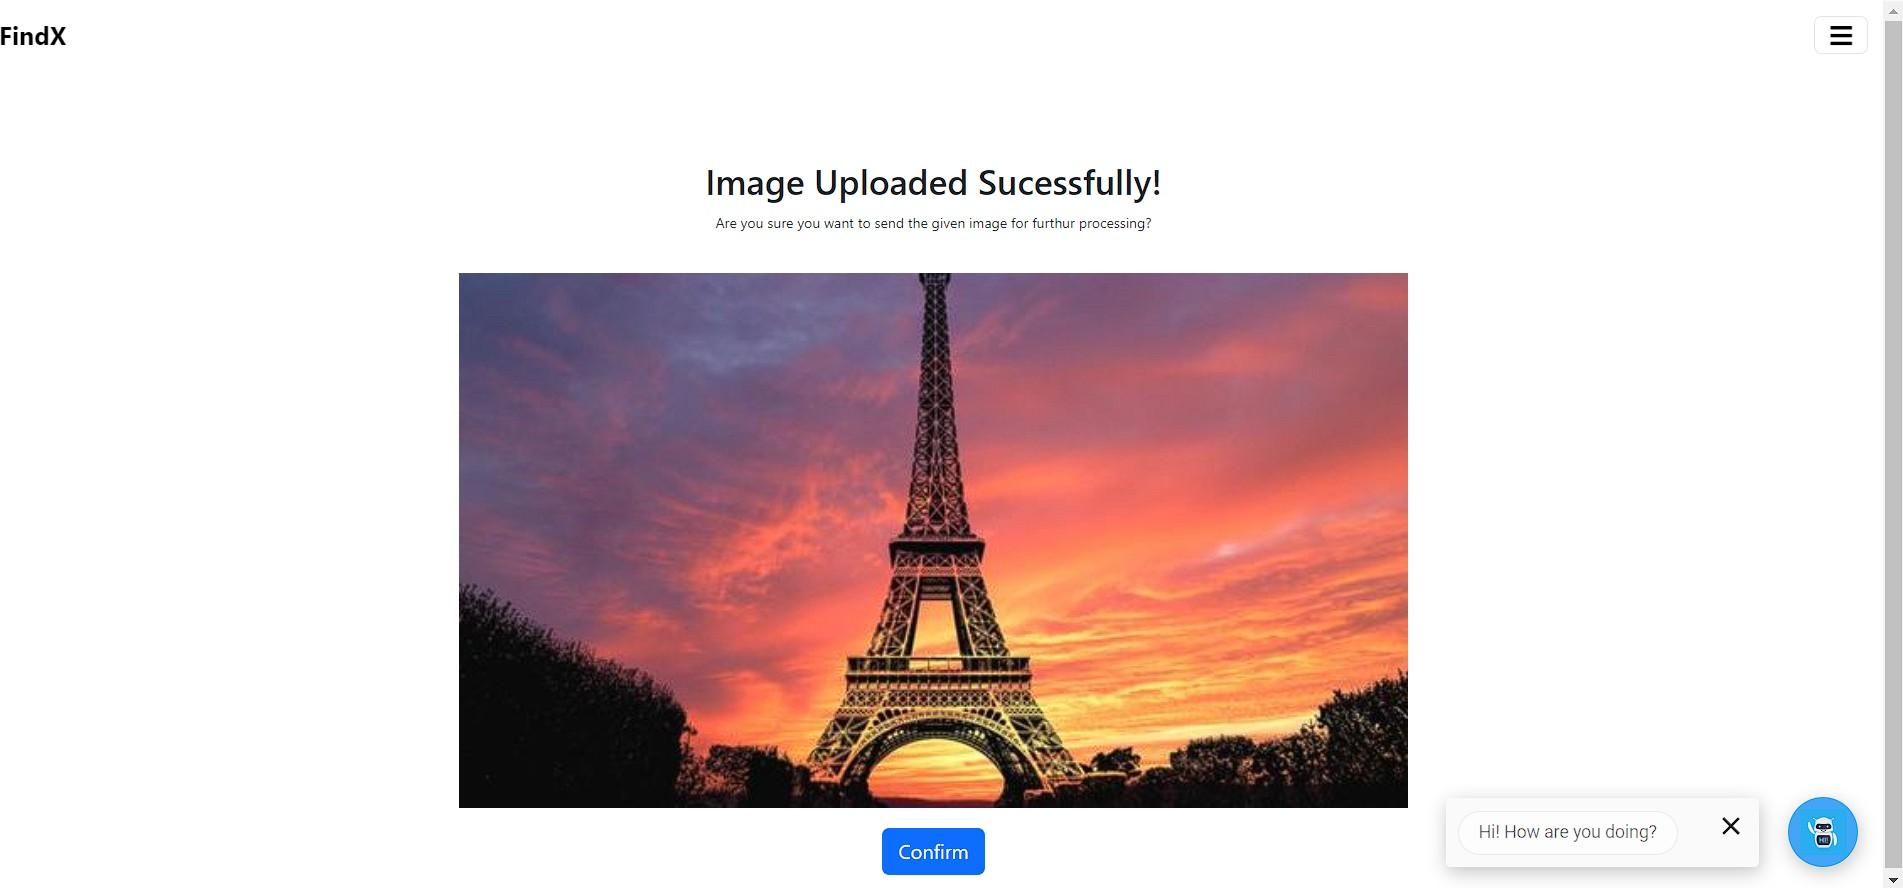 FindX
Image Uploaded Sucessfully!
Are you sure you want to send the given image for furthur processing?
Confirm
Hi! How are you doing?
HI!